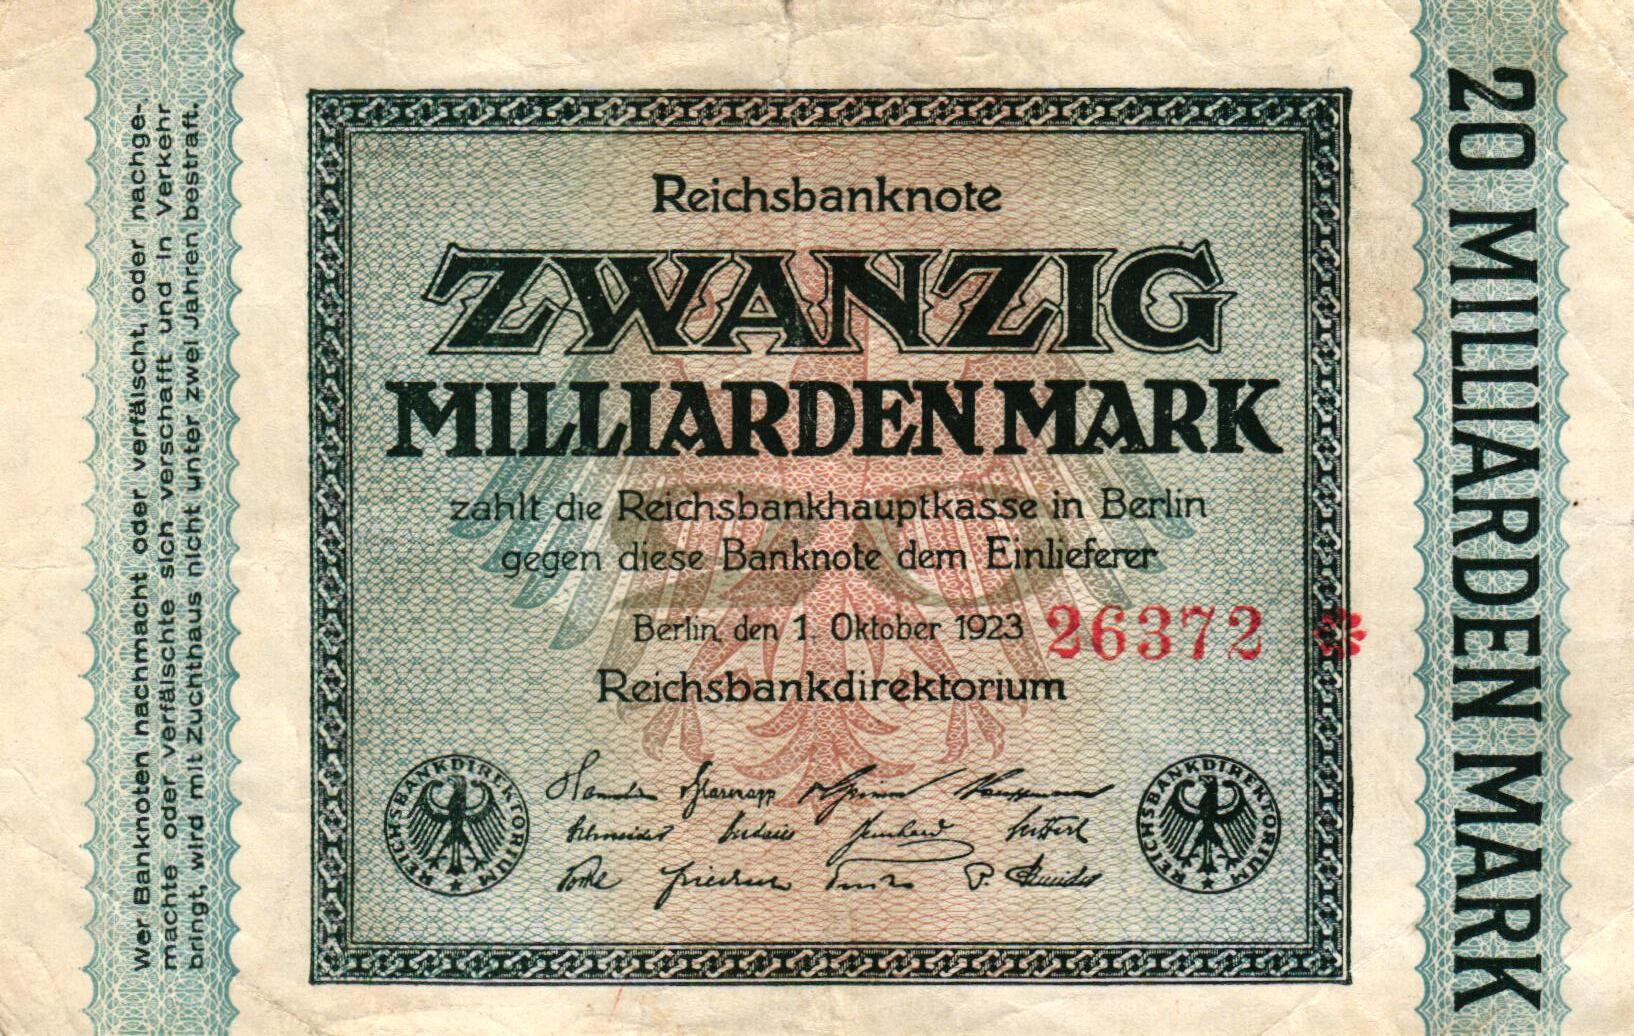 Wer Banknoten nachmacht oder verfälscht, oder nachge-
machte oder verfälschte sich verschafft und in Verkehr
bringt, wird mit Zuchthaus nicht unter zwei Jahren bestraft.
Reichsbanknote
ZWANZIG
MILLIARDEN MARK
zahlt die Reichsbankhauptkasse in Berlin
gegen diese Banknote dem Einlieferer
Berlin, den 1. Oktober 1923
26372 *
Reichsbankdirektorium
REICHSBANKDIREKTORIUM ★
REICHSBANKDIREKTORIUM ★
20
20 MILLIARDEN MARK